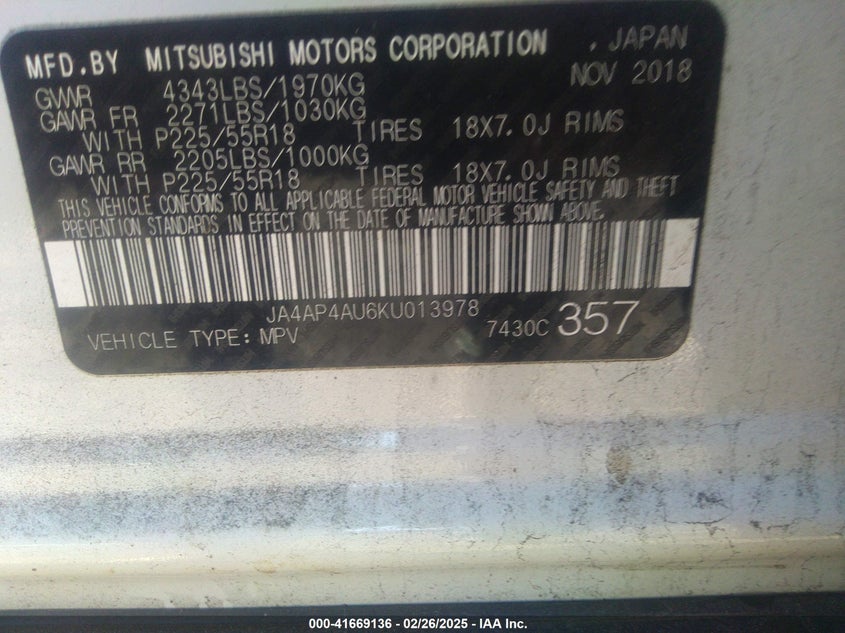 MFD.BY MITSUBISHI MOTORS CORPORATION , JAPAN
NOV 2018
GVWR 4343LBS/1970KG
GAWR FR 2271LBS/1030KG
WITH P225/55R18 TIRES 18X7.0J RIMS
GAWR RR 2205LBS/1000KG
WITH P225/55R18 TIRES 18X7.0J RIMS
THIS VEHICLE CONFORMS TO ALL APPLICABLE FEDERAL MOTOR VEHICLE SAFETY AND THEFT
PREVENTION STANDARDS IN EFFECT ON THE DATE OF MANUFACTURE SHOWN ABOVE.
JA4AP4AU6KU013978
VEHICLE TYPE: MPV 7430C 357
000-41669136 - 02/26/2025 - IAA Inc.